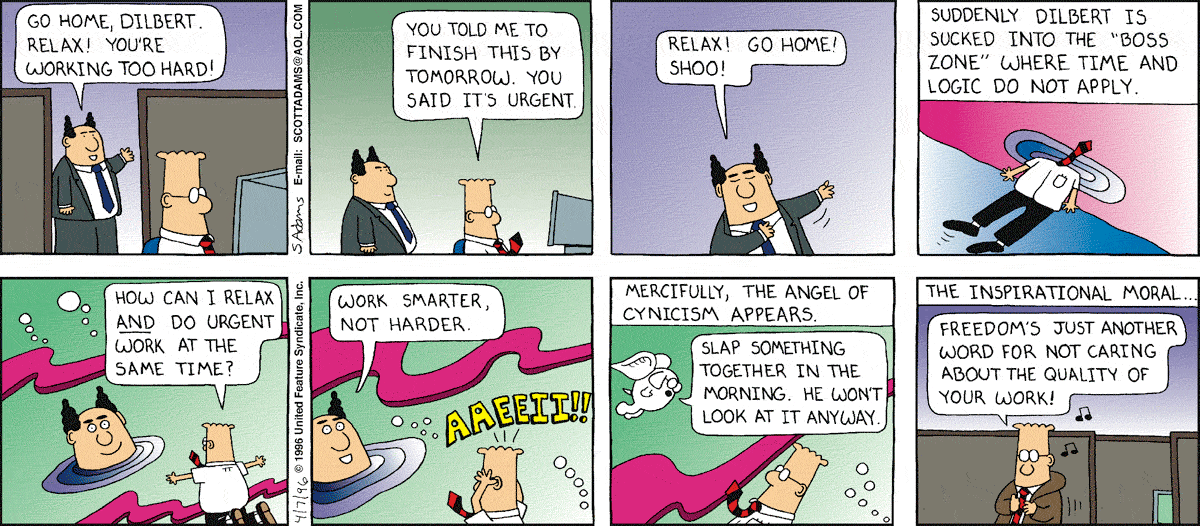 GO HOME, DILBERT.
RELAX! YOU'RE
WORKING TOO HARD!
S Adams E-mail: SCOTTADAMS@AOL.COM
YOU TOLD ME TO
FINISH THIS BY
TOMORROW. YOU
SAID IT'S URGENT.
RELAX! GO HOME!
SHOO!
SUDDENLY DILBERT IS
SUCKED INTO THE "BOSS
ZONE" WHERE TIME AND
LOGIC DO NOT APPLY.
HOW CAN I RELAX
AND DO URGENT
WORK AT THE
SAME TIME?
4/7/96 © 1996 United Feature Syndicate, Inc.
WORK SMARTER,
NOT HARDER.
AAEEII!!
MERCIFULLY, THE ANGEL OF
CYNICISM APPEARS.
SLAP SOMETHING
TOGETHER IN THE
MORNING. HE WON'T
LOOK AT IT ANYWAY.
THE INSPIRATIONAL MORAL...
FREEDOM'S JUST ANOTHER
WORD FOR NOT CARING
ABOUT THE QUALITY OF
YOUR WORK!